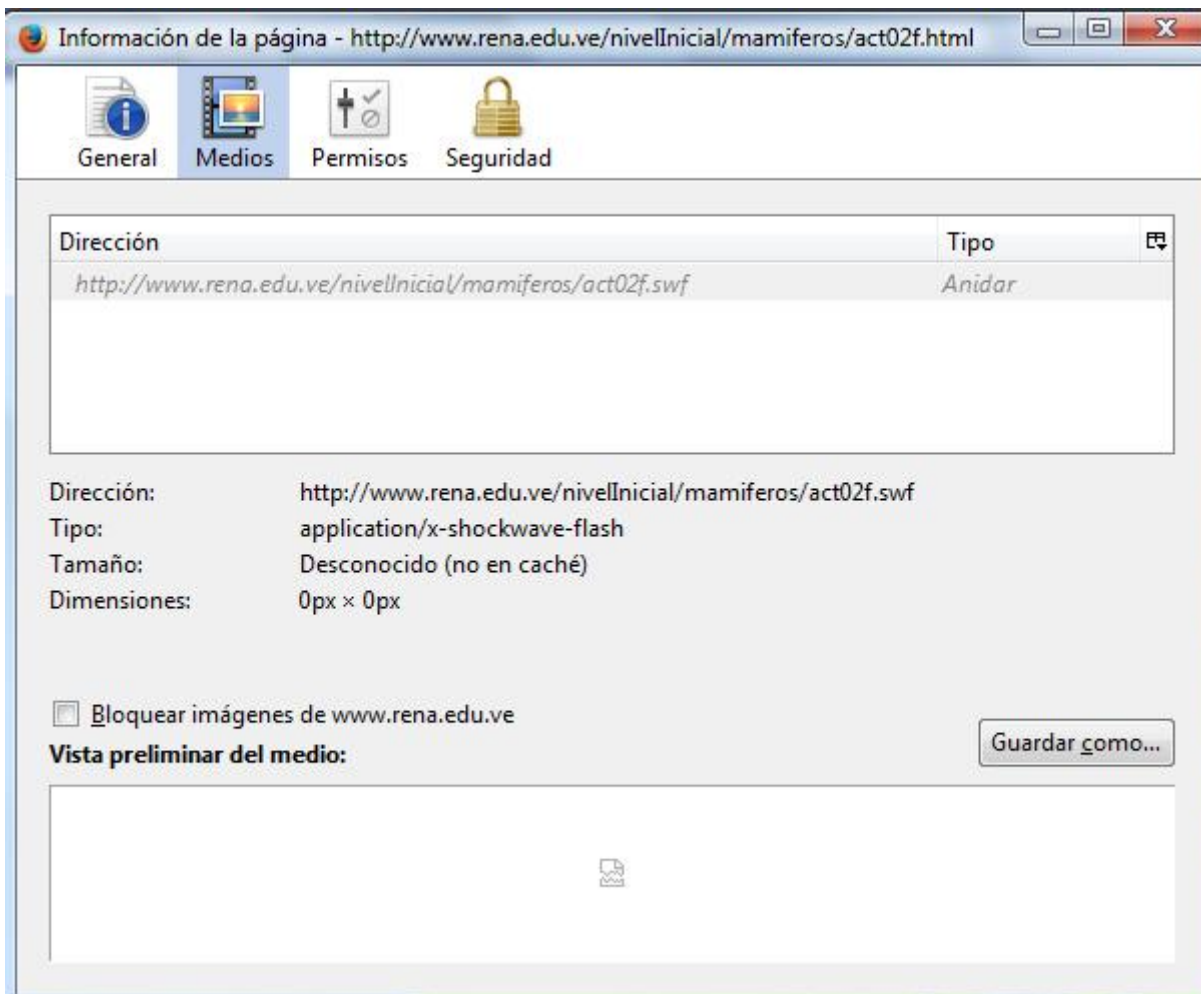 Información de la página - http://www.rena.edu.ve/nivelInicial/mamiferos/act02f.html
General Medios Permisos Seguridad
Dirección Tipo
http://www.rena.edu.ve/nivelInicial/mamiferos/act02f.swf Anidar
Dirección: http://www.rena.edu.ve/nivelInicial/mamiferos/act02f.swf
Tipo: application/x-shockwave-flash
Tamaño: Desconocido (no en caché)
Dimensiones: 0px × 0px
Bloquear imágenes de www.rena.edu.ve
Guardar como...
Vista preliminar del medio: